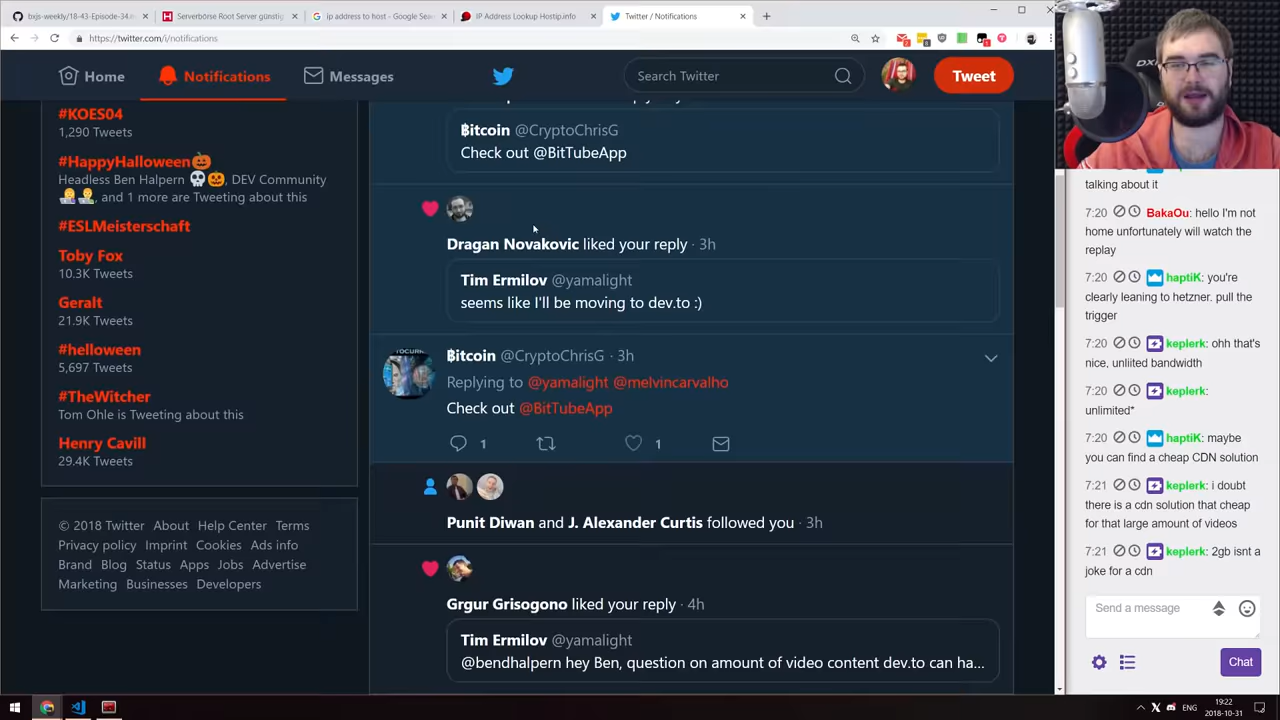 bxjs-weekly/18-43-Episode-34.m
Serverbörse Root Server günstig
ip address to host - Google Sea
IP Address Lookup Hostip.info
Twitter / Notifications
https://twitter.com/i/notifications
Home
Notifications
Messages
Search Twitter
Tweet
#KOES04
1,290 Tweets
#HappyHalloween🎃
Headless Ben Halpern 💀🎃, DEV Community
👩‍💻👨‍💻, and 1 more are Tweeting about this
#ESLMeisterschaft
Toby Fox
10.3K Tweets
Geralt
21.9K Tweets
#helloween
5,697 Tweets
#TheWitcher
Tom Ohle is Tweeting about this
Henry Cavill
29.4K Tweets
© 2018 Twitter About Help Center Terms
Privacy policy Imprint Cookies Ads info
Brand Blog Status Apps Jobs Advertise
Marketing Businesses Developers
₿itcoin @CryptoChrisG
Check out @BitTubeApp
Dragan Novakovic liked your reply · 3h
Tim Ermilov @yamalight
seems like I'll be moving to dev.to :)
₿itcoin @CryptoChrisG · 3h
Replying to @yamalight @melvincarvalho
Check out @BitTubeApp
1
1
Punit Diwan and J. Alexander Curtis followed you · 3h
Grgur Grisogono liked your reply · 4h
Tim Ermilov @yamalight
@bendhalpern hey Ben, question on amount of video content dev.to can ha...
talking about it
7:20 BakaOu: hello I'm not
home unfortunately will watch the
replay
7:20 haptiK: you're
clearly leaning to hetzner. pull the
trigger
7:20 keplerk: ohh that's
nice, unliited bandwidth
7:20 keplerk:
unlimited*
7:20 haptiK: maybe
you can find a cheap CDN solution
7:21 keplerk: i doubt
there is a cdn solution that cheap
for that large amount of videos
7:21 keplerk: 2gb isnt a
joke for a cdn
Send a message
Chat
ENG
19:22
2018-10-31